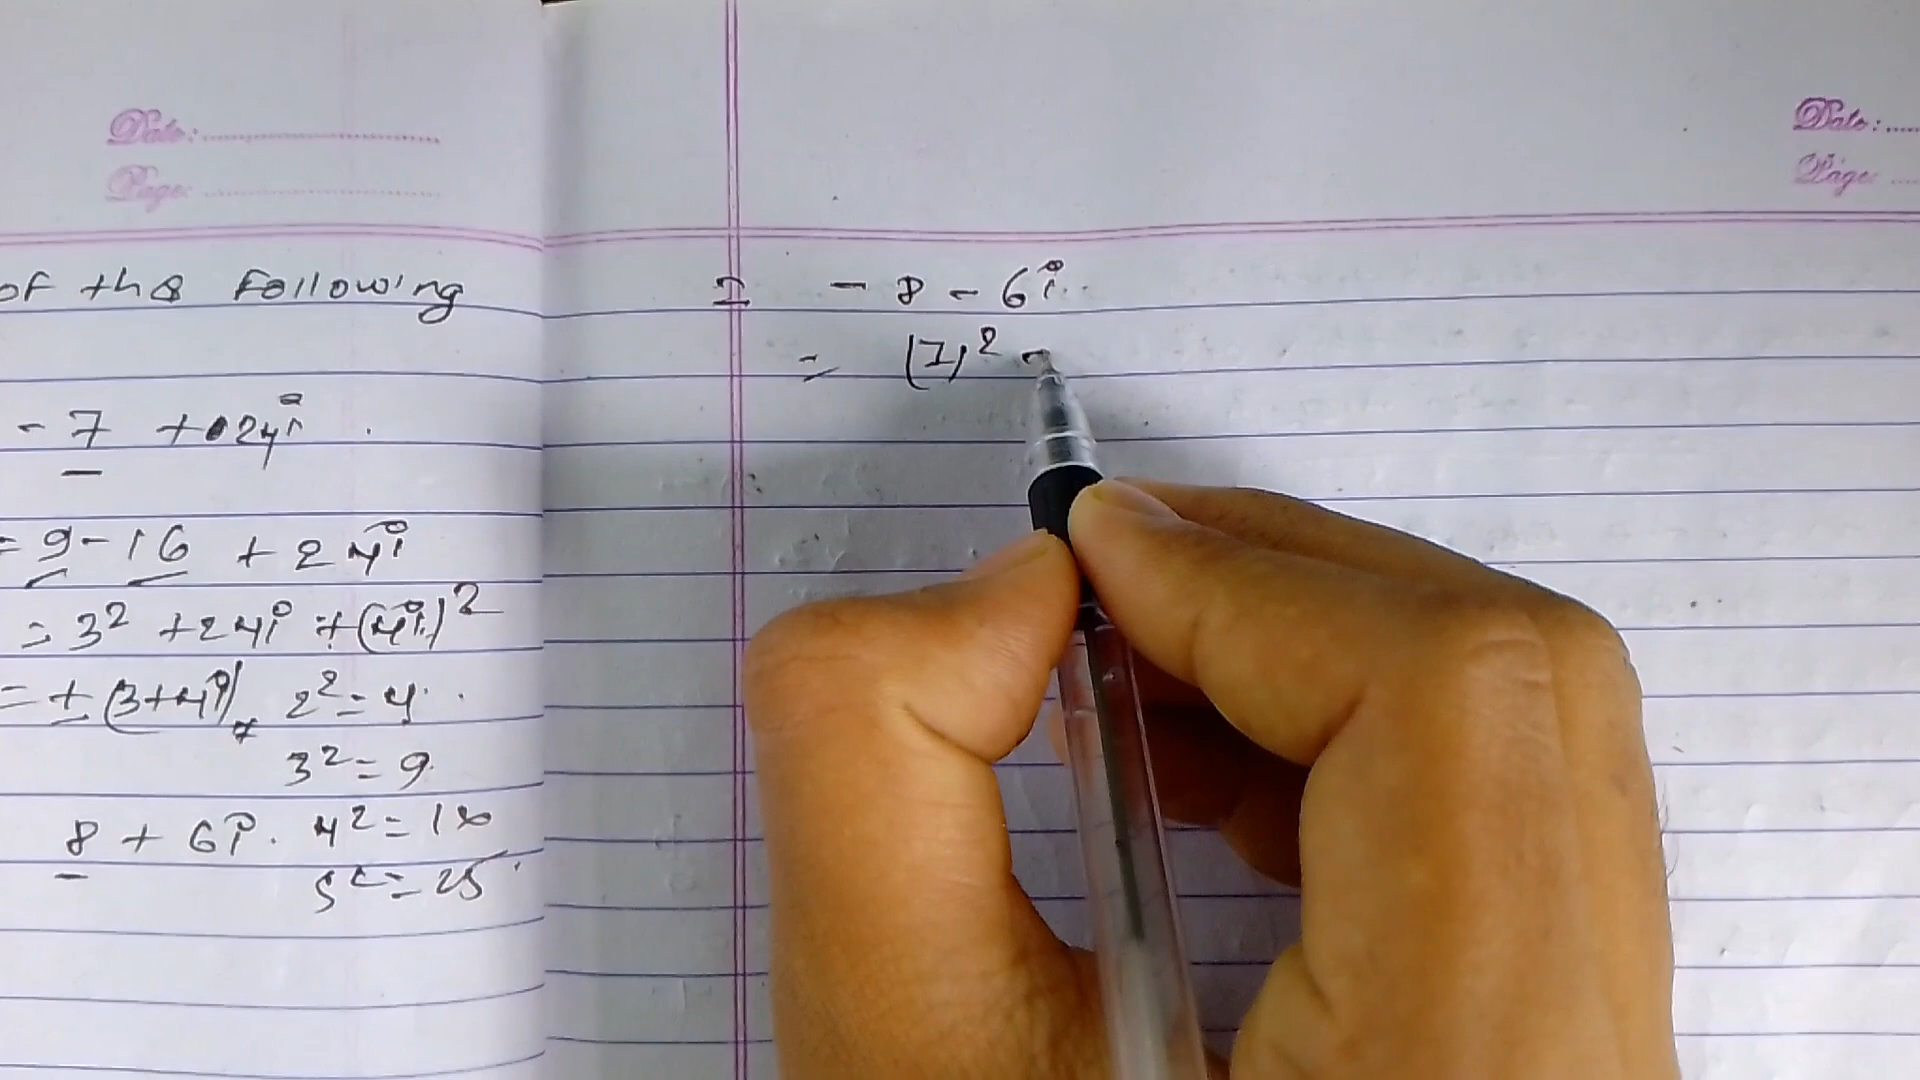 Date:
Page:
of the following
- 7 + 24i .
= 9 - 16 + 24i
= 3² + 24i + (4i)²
= ± (3+4i) 2² = 4 .
3² = 9.
8 + 6i . 4² = 16
5² = 25
Date:
Page:
2 - 8 - 6i
= (1)² -